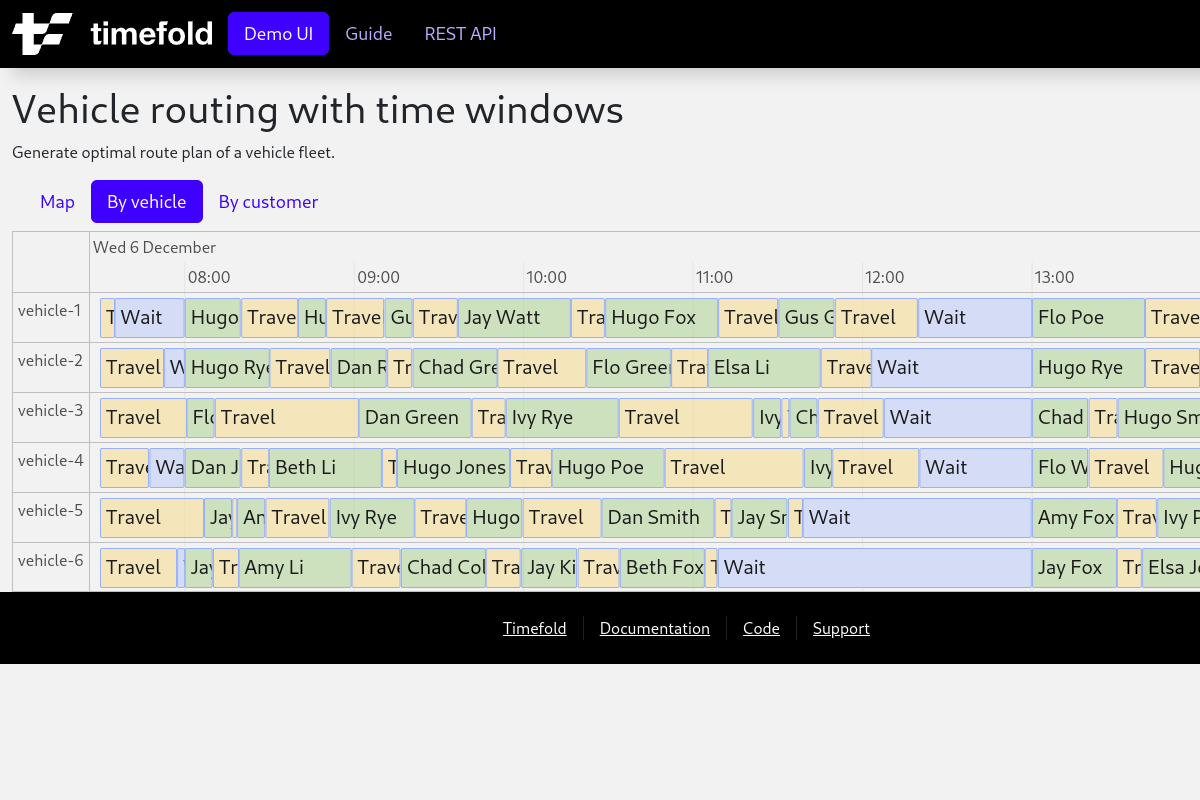 timefold Demo UI Guide REST API
Vehicle routing with time windows
Generate optimal route plan of a vehicle fleet.
Map By vehicle By customer
Wed 6 December
08:00 09:00 10:00 11:00 12:00 13:00
vehicle-1 Wait Hugo Trave Trave Trav Jay Watt Tra Hugo Fox Travel Gus Travel Wait Flo Poe Trave
vehicle-2 Travel Hugo Rye Travel Dan Tr Chad Gre Travel Flo Green Tra Elsa Li Trave Wait Hugo Rye Trave
vehicle-3 Travel Flo Travel Dan Green Tra Ivy Rye Travel Ivy Ch Travel Wait Chad Tra Hugo Sm
vehicle-4 Trave Wa Dan J Tra Beth Li T Hugo Jones Trav Hugo Poe Travel Ivy Travel Wait Flo W Travel Hug
vehicle-5 Travel Jay An Travel Ivy Rye Trave Hugo Travel Dan Smith T Jay Sm T Wait Amy Fox Trav Ivy P
vehicle-6 Travel Jay Tr Amy Li Trave Chad Col Tra Jay Ki Trav Beth Fox T Wait Jay Fox Tr Elsa Jo
Timefold Documentation Code Support